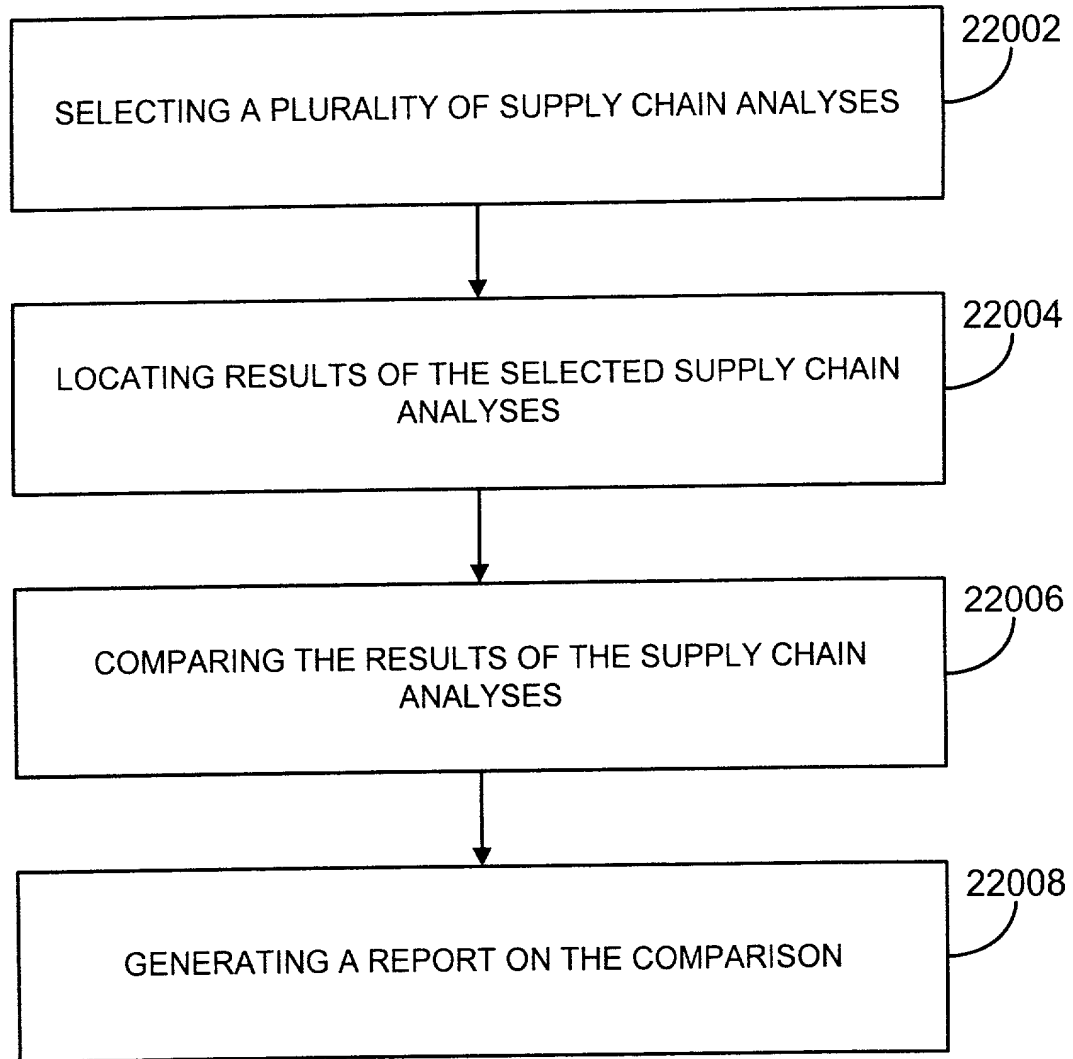 22002
SELECTING A PLURALITY OF SUPPLY CHAIN ANALYSES
22004
LOCATING RESULTS OF THE SELECTED SUPPLY CHAIN
ANALYSES
22006
COMPARING THE RESULTS OF THE SUPPLY CHAIN
ANALYSES
22008
GENERATING A REPORT ON THE COMPARISON